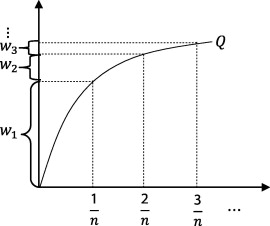 ⋮
w₃
Q
w₂
w₁
1/n 2/n 3/n ...